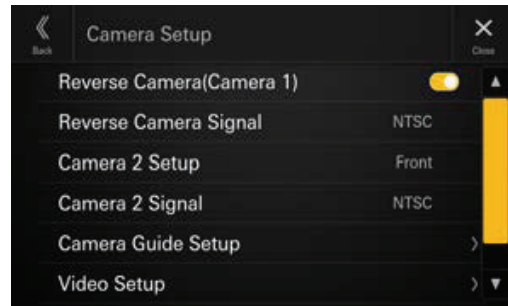 Camera Setup
Back
Close
Reverse Camera(Camera 1)
Reverse Camera Signal NTSC
Camera 2 Setup Front
Camera 2 Signal NTSC
Camera Guide Setup
Video Setup